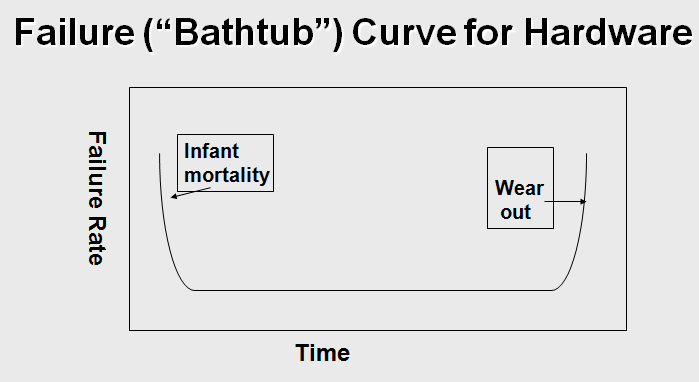 Failure (“Bathtub”) Curve for Hardware
Failure Rate
Infant
mortality
Wear
out
Time